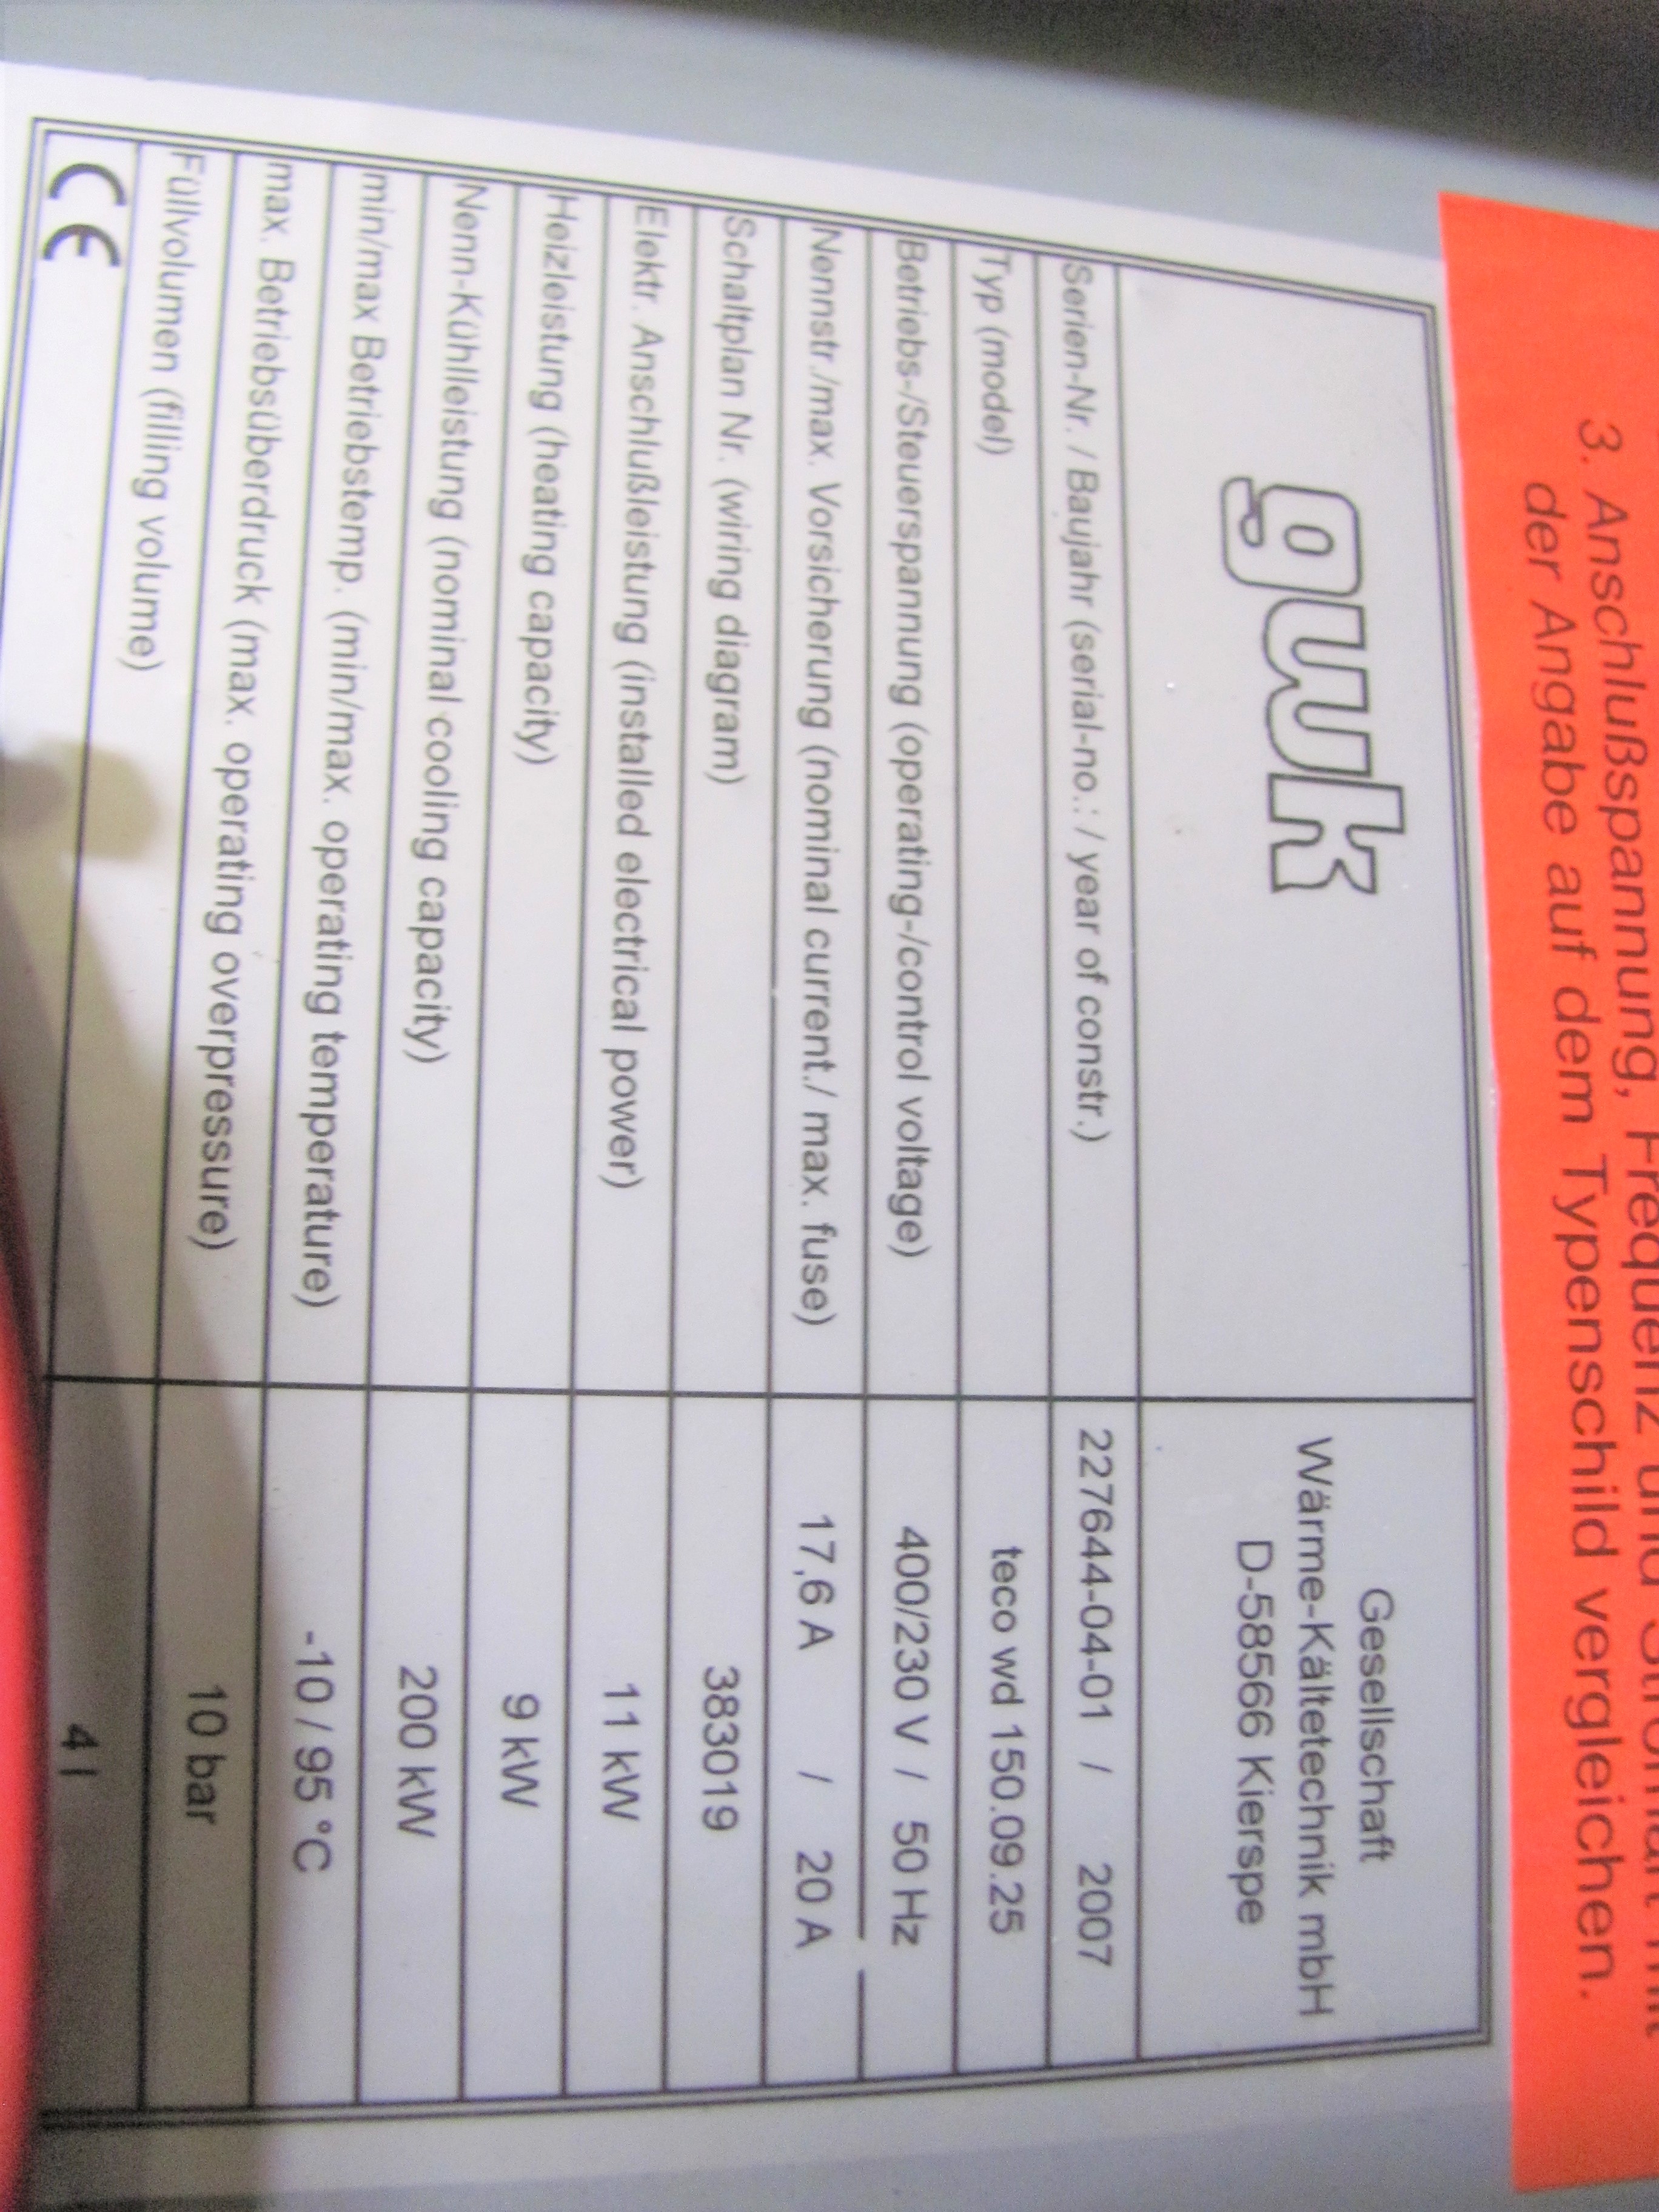 3. Anschlußspannung, Frequenz und Stromart mit
der Angabe auf dem Typenschild vergleichen.
gwk
Gesellschaft
Wärme-Kältetechnik mbH
D-58566 Kierspe
Serien-Nr. / Baujahr (serial-no.: / year of constr.) 227644-04-01 / 2007
Typ (model) teco wd 150.09.25
Betriebs-/Steuerspannung (operating-/control voltage) 400/230 V / 50 Hz
Nennstr./max. Vorsicherung (nominal current./ max. fuse) 17,6 A / 20 A
Schaltplan Nr. (wiring diagram) 383019
Elektr. Anschlußleistung (installed electrical power) 11 kW
Heizleistung (heating capacity) 9 kW
Nenn-Kühlleistung (nominal cooling capacity) 200 kW
min/max Betriebstemp. (min/max. operating temperature) -10 / 95 °C
max. Betriebsüberdruck (max. operating overpressure) 10 bar
Füllvolumen (filling volume) 4 l
CE